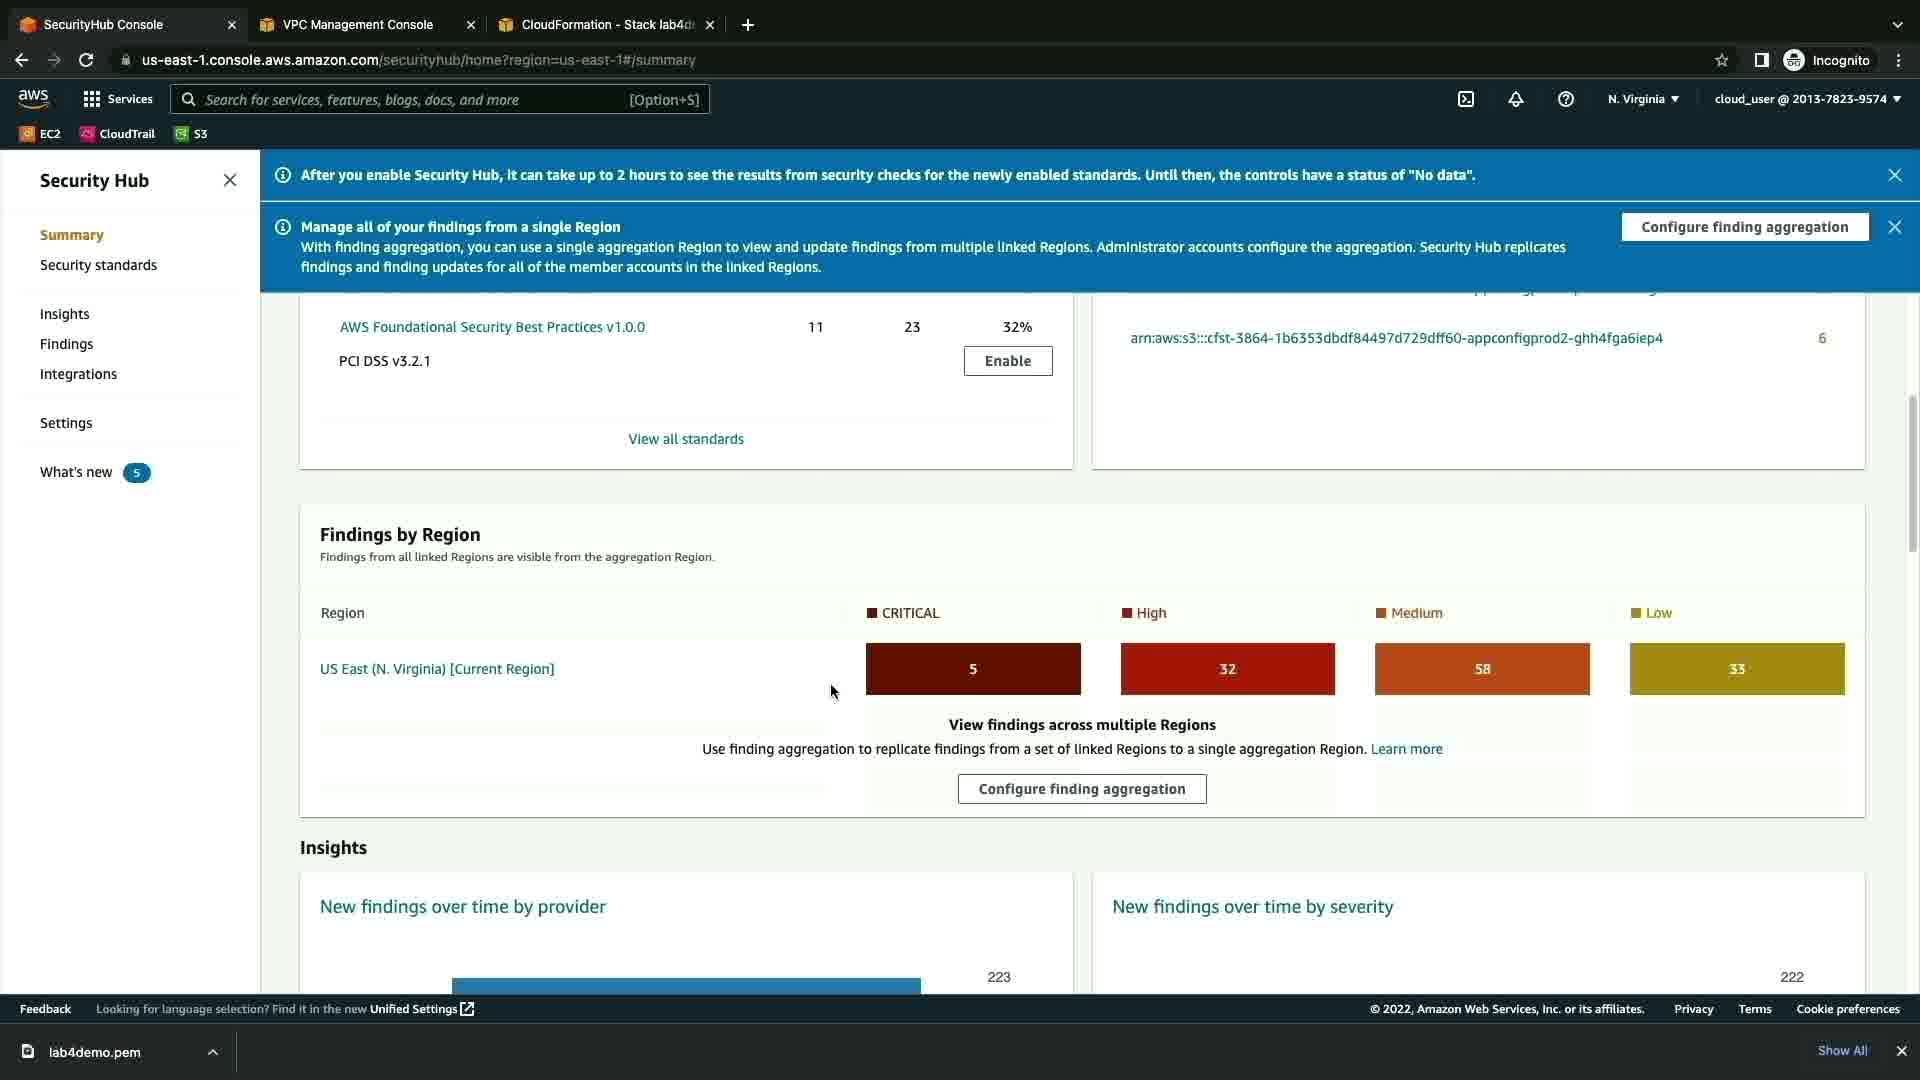 SecurityHub Console
VPC Management Console
CloudFormation - Stack lab4d
us-east-1.console.aws.amazon.com/securityhub/home?region=us-east-1#/summary
Incognito
aws
Services
Search for services, features, blogs, docs, and more
[Option+S]
N. Virginia
cloud_user @ 2013-7823-9574
EC2
CloudTrail
S3
Security Hub
Summary
Security standards
Insights
Findings
Integrations
Settings
What's new 5
After you enable Security Hub, it can take up to 2 hours to see the results from security checks for the newly enabled standards. Until then, the controls have a status of "No data".
Manage all of your findings from a single Region
With finding aggregation, you can use a single aggregation Region to view and update findings from multiple linked Regions. Administrator accounts configure the aggregation. Security Hub replicates
findings and finding updates for all of the member accounts in the linked Regions.
Configure finding aggregation
AWS Foundational Security Best Practices v1.0.0 11 23 32%
PCI DSS v3.2.1 Enable
View all standards
arn:aws:s3:::cfst-3864-1b6353dbdf84497d729dff60-appconfigprod2-ghh4fga6iep4 6
Findings by Region
Findings from all linked Regions are visible from the aggregation Region.
Region CRITICAL High Medium Low
US East (N. Virginia) [Current Region] 5 32 58 33
View findings across multiple Regions
Use finding aggregation to replicate findings from a set of linked Regions to a single aggregation Region. Learn more
Configure finding aggregation
Insights
New findings over time by provider
223
New findings over time by severity
222
Feedback
Looking for language selection? Find it in the new Unified Settings
© 2022, Amazon Web Services, Inc. or its affiliates.
Privacy
Terms
Cookie preferences
lab4demo.pem
Show All